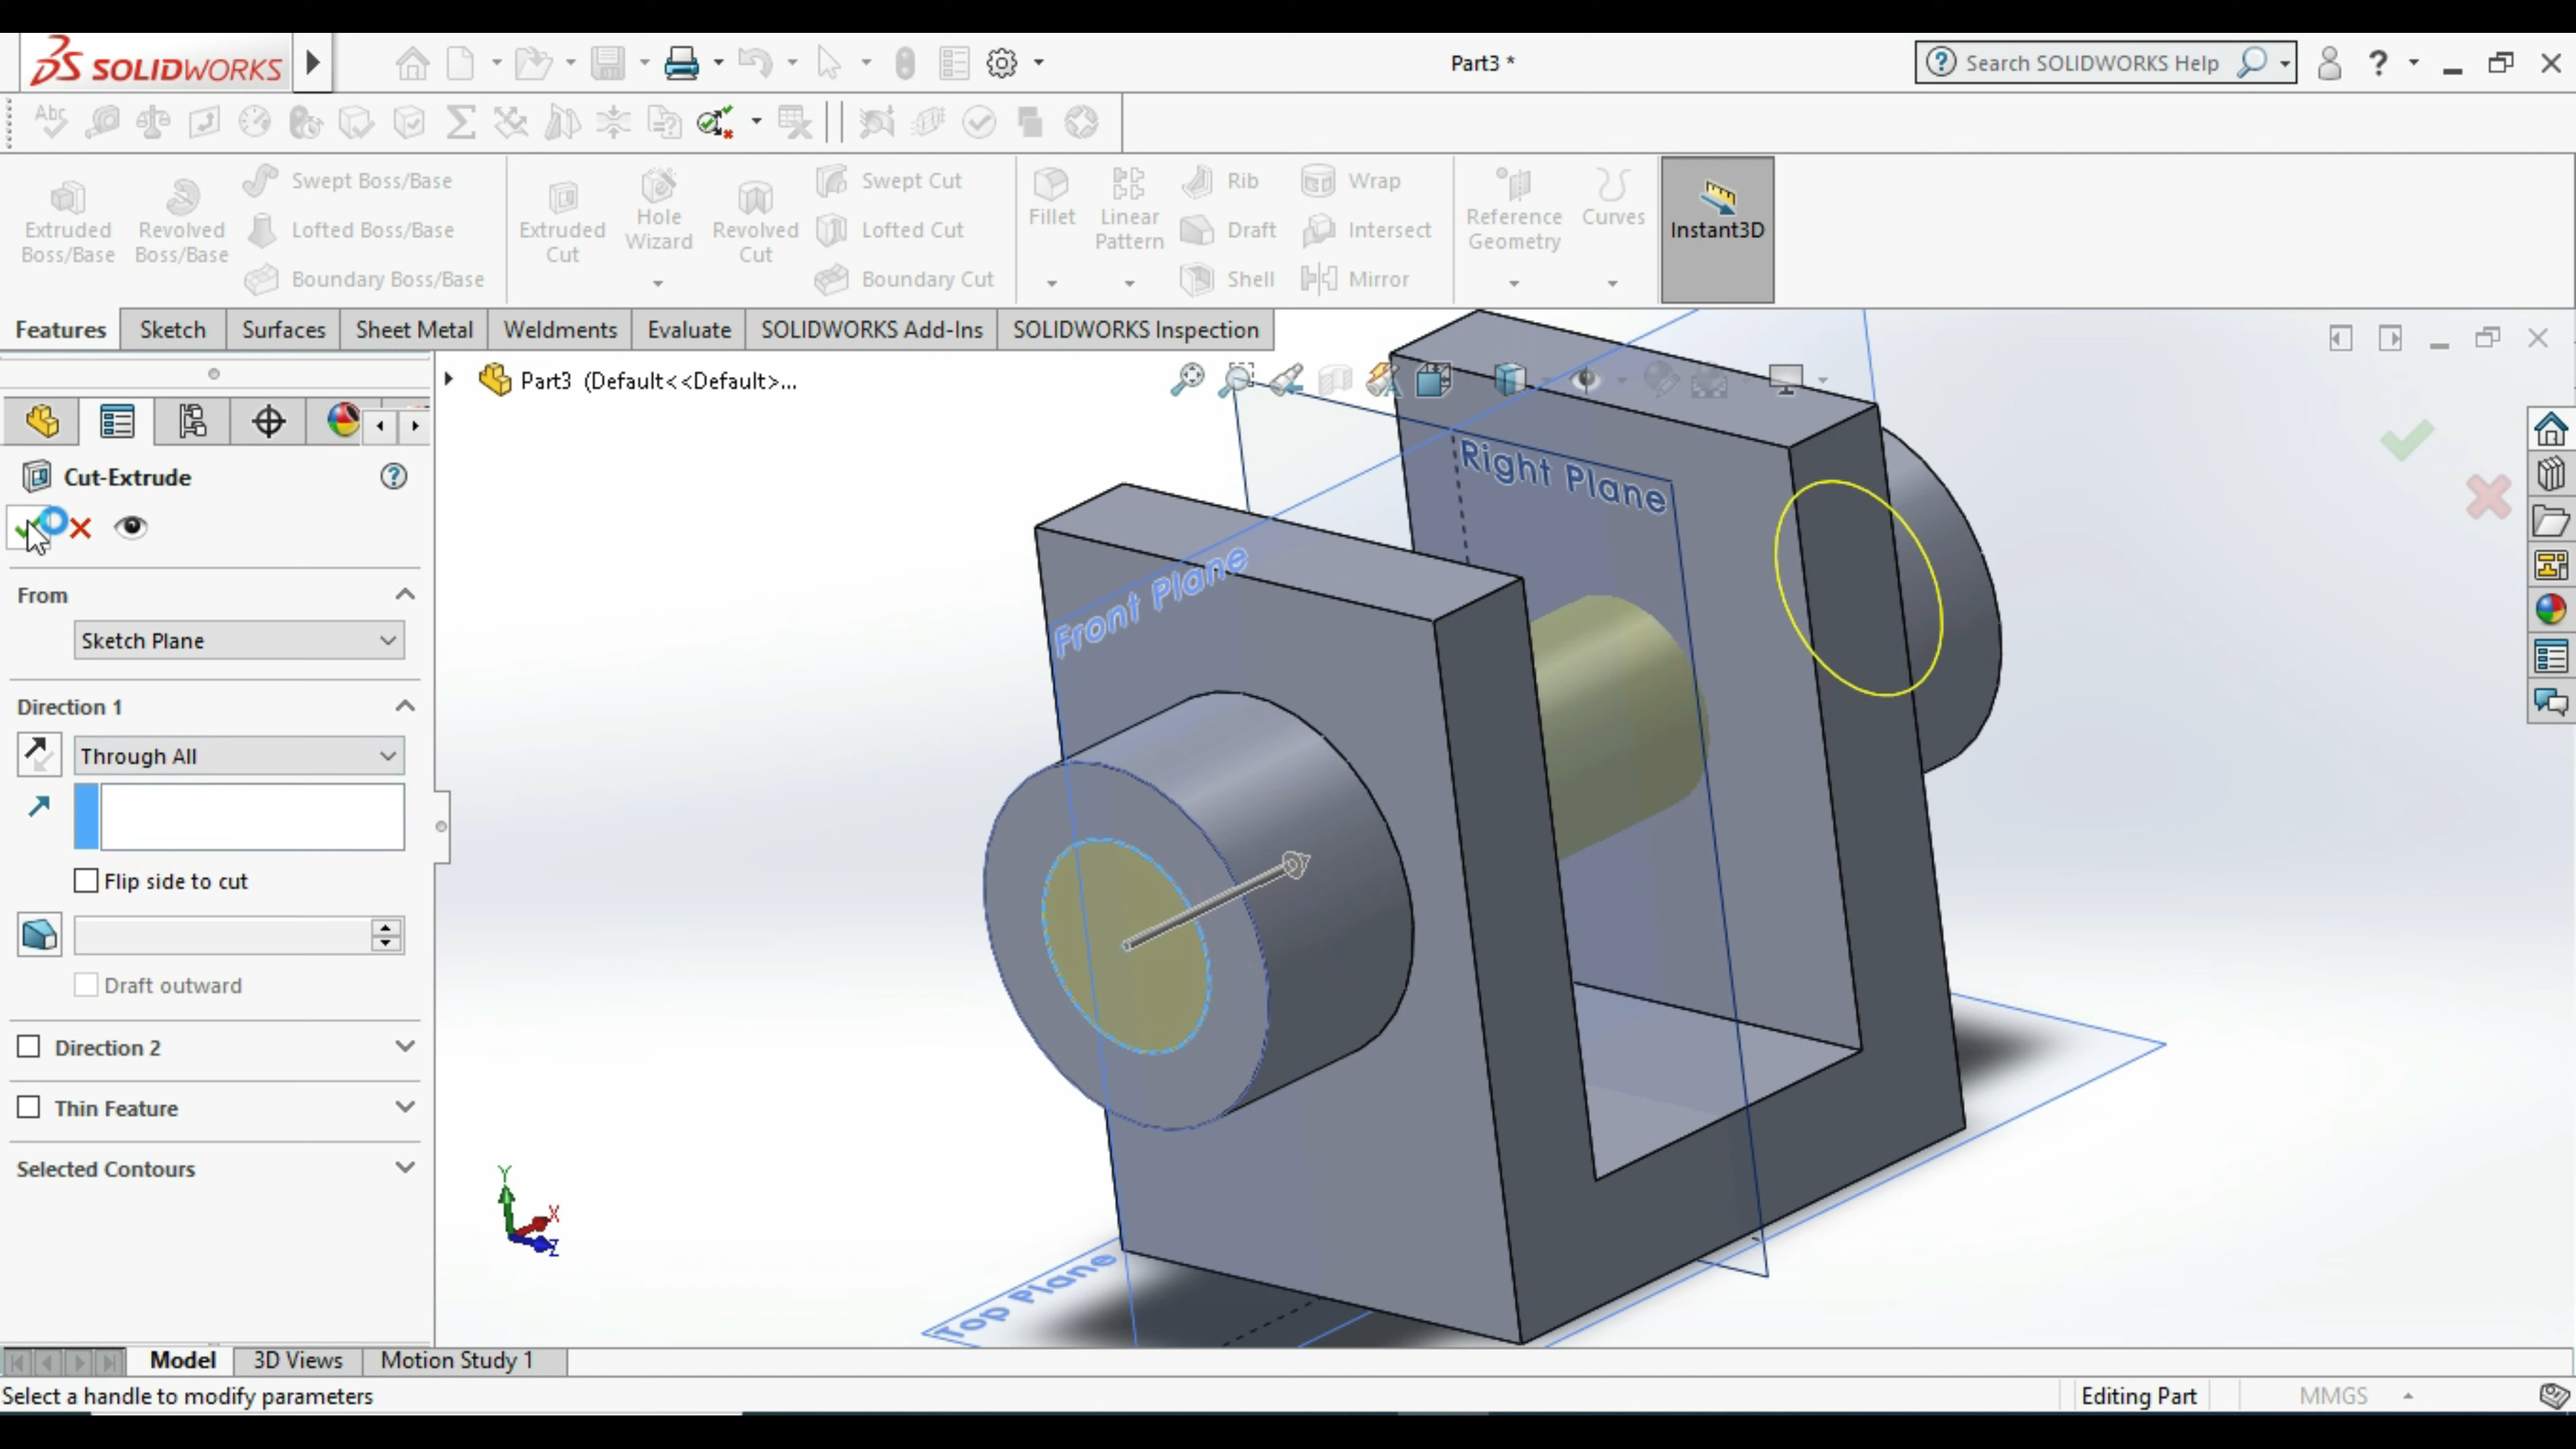 SOLIDWORKS
Part3 *
Search SOLIDWORKS Help
?
Abc
Extruded Boss/Base
Revolved Boss/Base
Swept Boss/Base
Lofted Boss/Base
Boundary Boss/Base
Extruded Cut
Hole Wizard
Revolved Cut
Swept Cut
Lofted Cut
Boundary Cut
Fillet
Linear Pattern
Rib
Draft
Shell
Wrap
Intersect
Mirror
Reference Geometry
Curves
Instant3D
Features
Sketch
Surfaces
Sheet Metal
Weldments
Evaluate
SOLIDWORKS Add-Ins
SOLIDWORKS Inspection
Part3 (Default<<Default>...
Cut-Extrude
?
From
Sketch Plane
Direction 1
Through All
Flip side to cut
Draft outward
Direction 2
Thin Feature
Selected Contours
Right Plane
Front Plane
Top Plane
Y
X
Z
Model
3D Views
Motion Study 1
Select a handle to modify parameters
Editing Part
MMGS